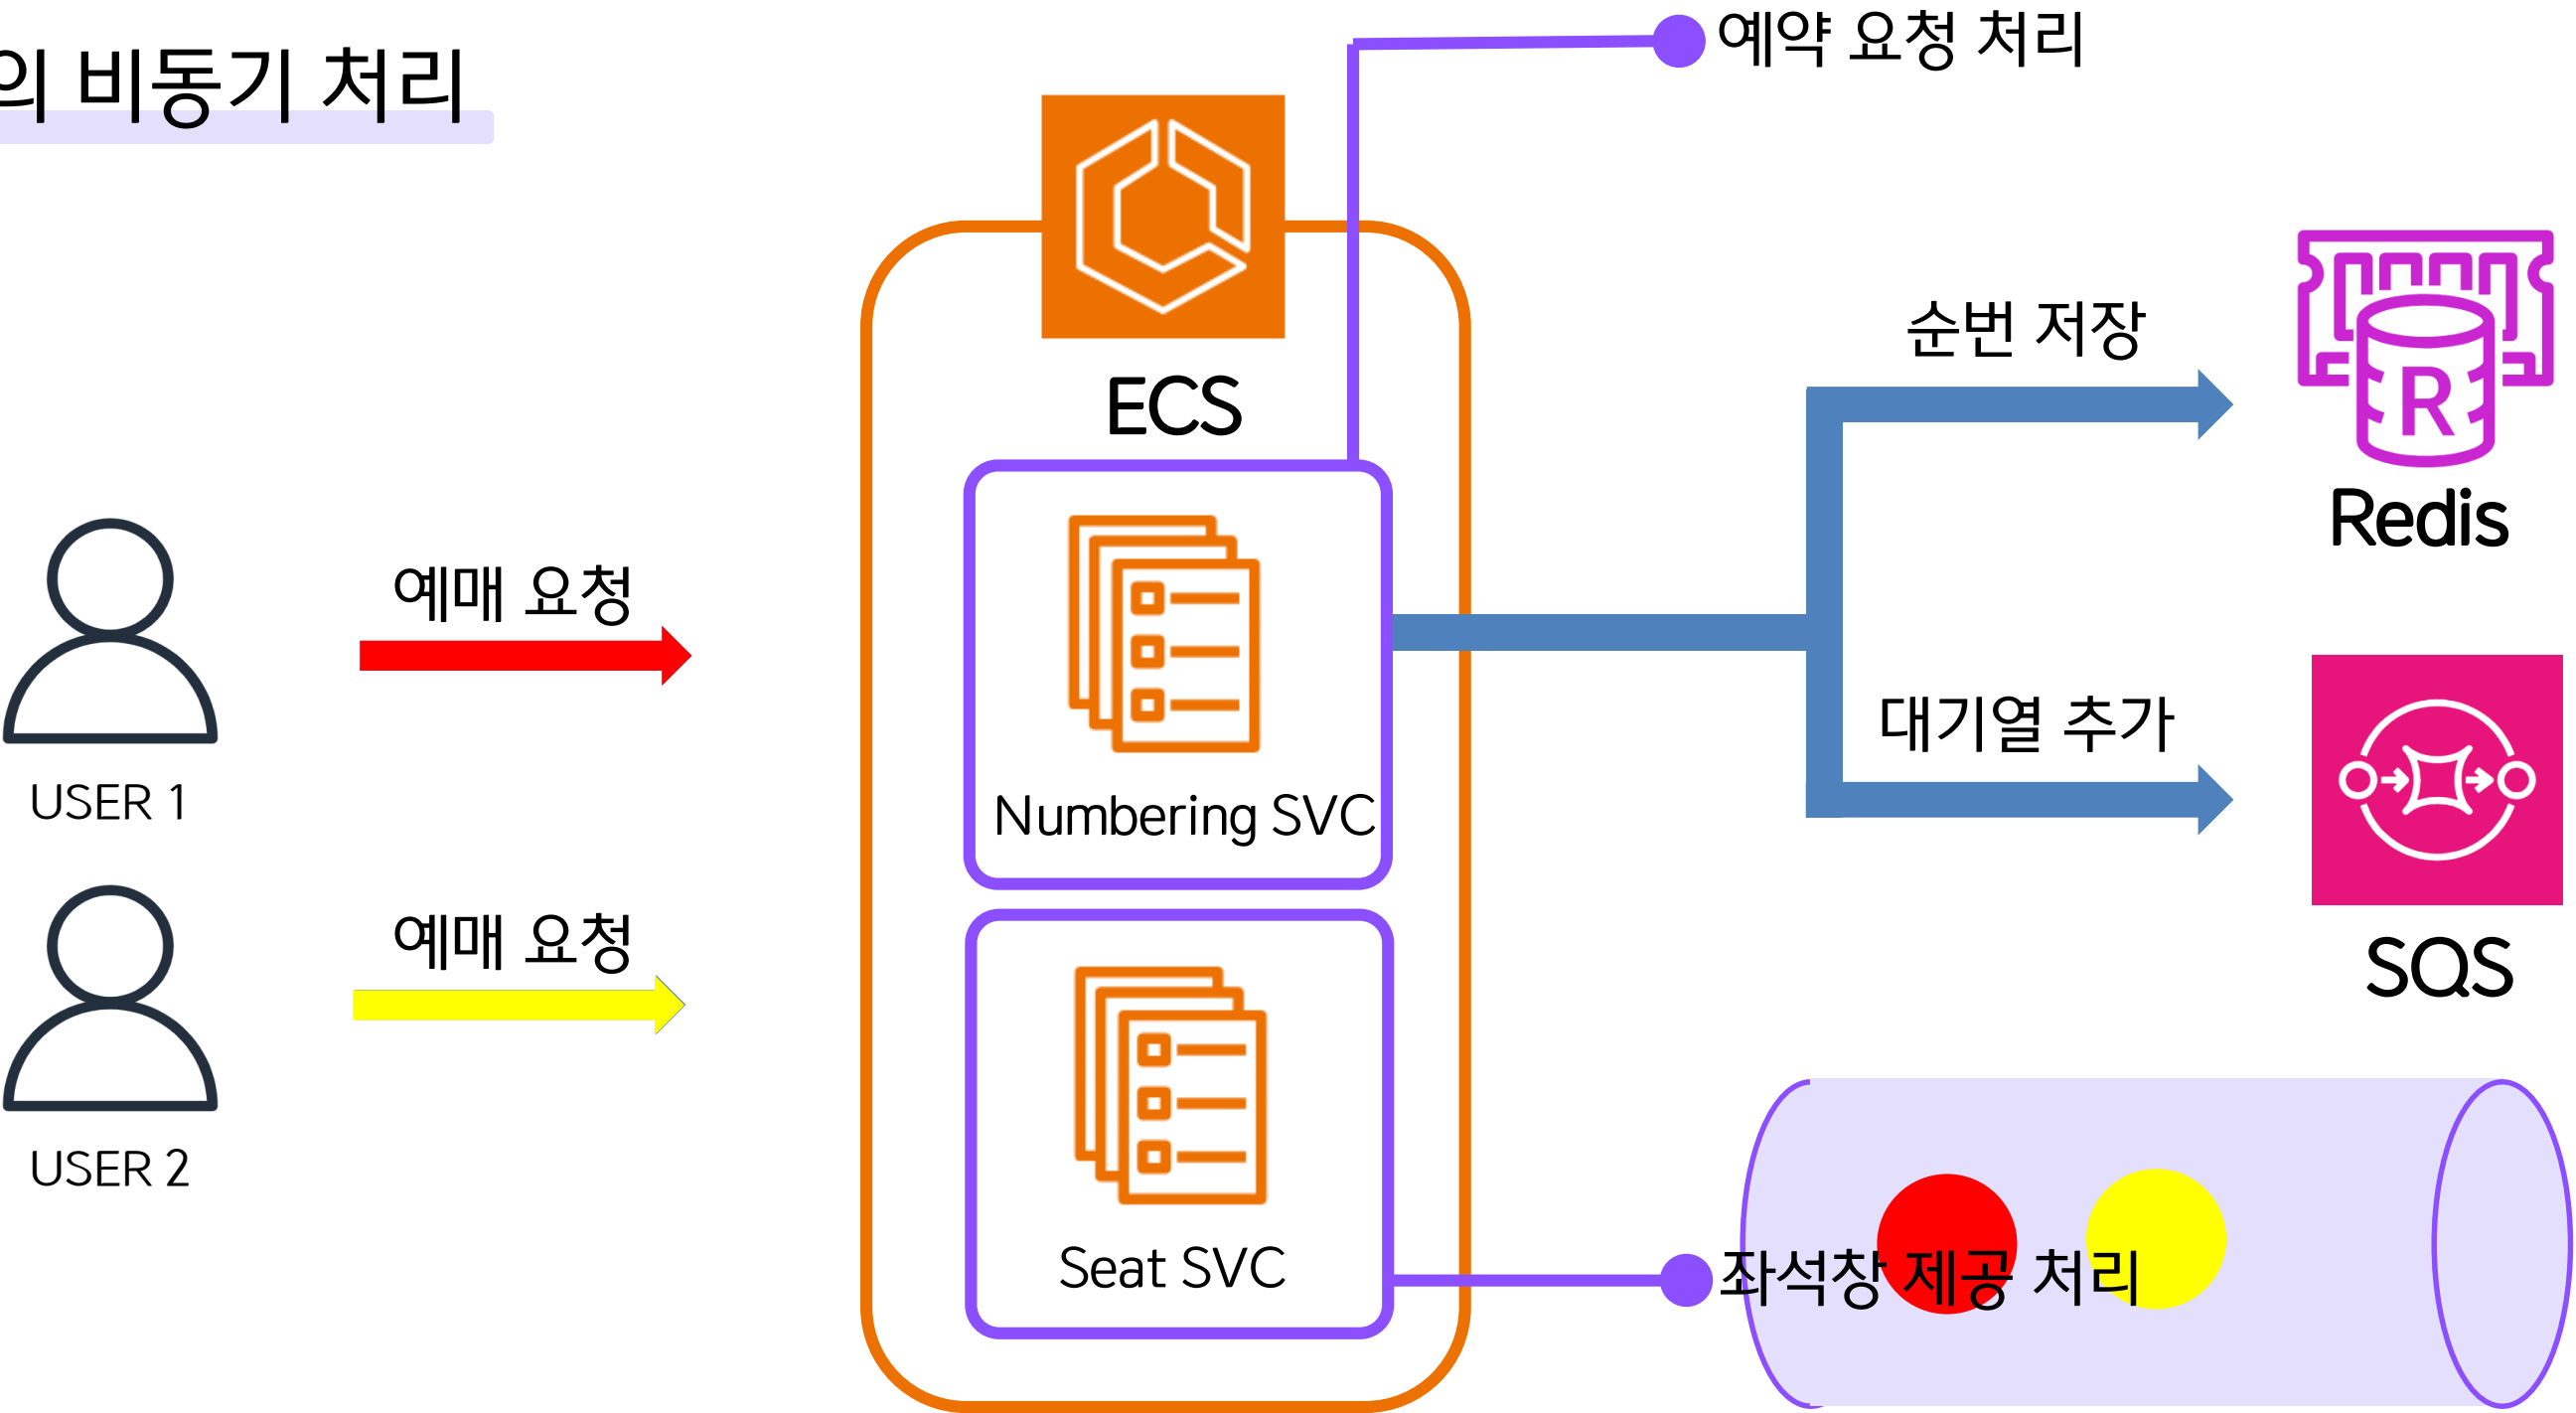 의 비동기 처리
예약 요청 처리
ECS
순번 저장
R
Redis
예매 요청
USER 1
Numbering SVC
대기열 추가
예매 요청
SQS
USER 2
Seat SVC
좌석창 제공 처리